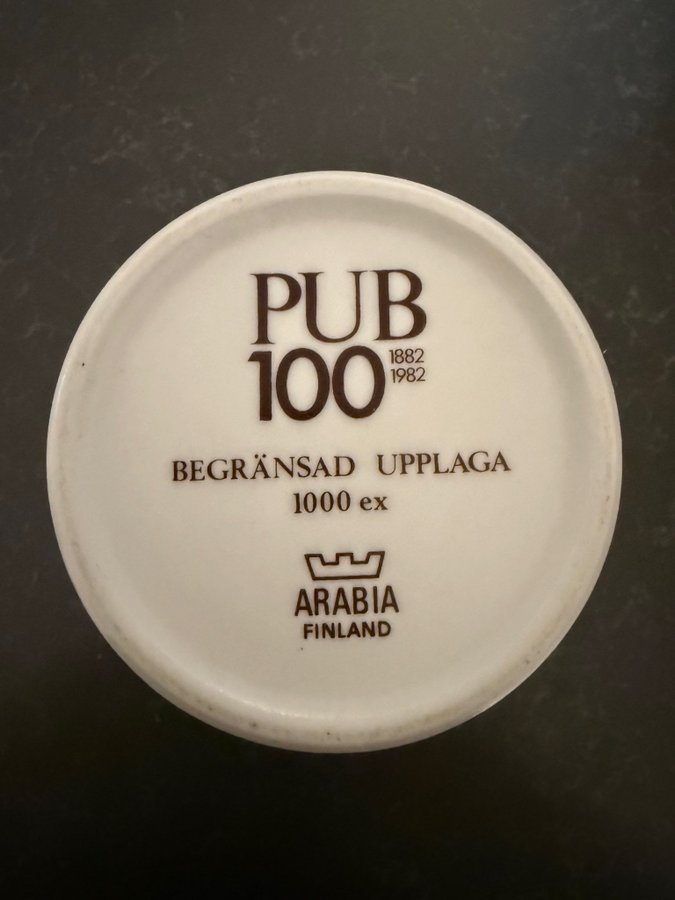 PUB
100 1882
1982
BEGRÄNSAD UPPLAGA
1000 ex
ARABIA
FINLAND